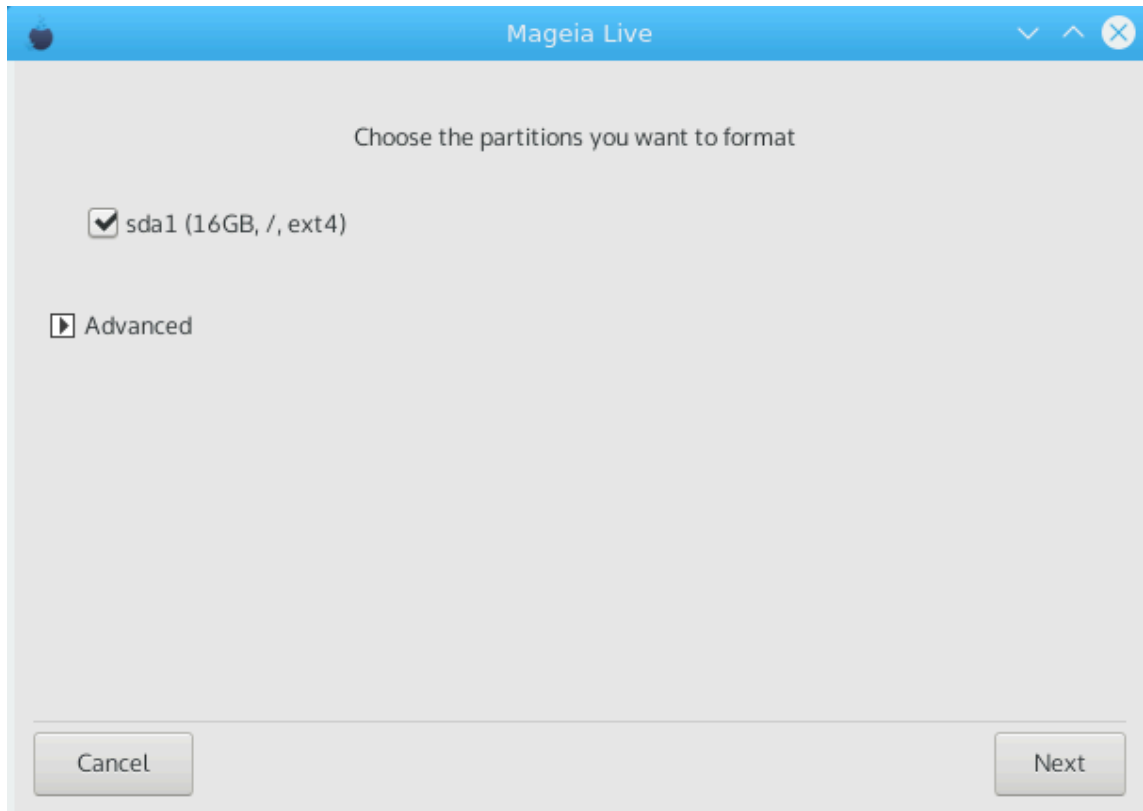 Mageia Live
Choose the partitions you want to format
sda1 (16GB, /, ext4)
Advanced
Cancel
Next